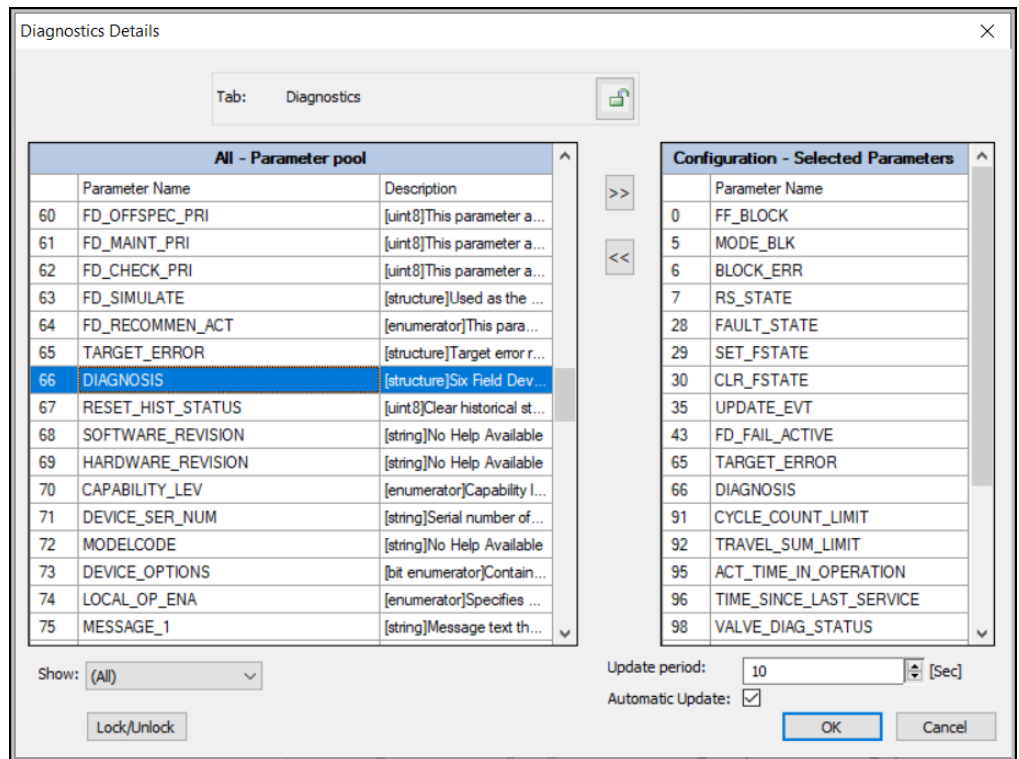 Diagnostics Details
Tab: Diagnostics
All - Parameter pool
Parameter Name Description
60 FD_OFFSPEC_PRI [uint8]This parameter a...
61 FD_MAINT_PRI [uint8]This parameter a...
62 FD_CHECK_PRI [uint8]This parameter a...
63 FD_SIMULATE [structure]Used as the ...
64 FD_RECOMMEN_ACT [enumerator]This para...
65 TARGET_ERROR [structure]Target error r...
66 DIAGNOSIS [structure]Six Field Dev...
67 RESET_HIST_STATUS [uint8]Clear historical st...
68 SOFTWARE_REVISION [string]No Help Available
69 HARDWARE_REVISION [string]No Help Available
70 CAPABILITY_LEV [enumerator]Capability l...
71 DEVICE_SER_NUM [string]Serial number of...
72 MODELCODE [string]No Help Available
73 DEVICE_OPTIONS [bit enumerator]Contain...
74 LOCAL_OP_ENA [enumerator]Specifies ...
75 MESSAGE_1 [string]Message text th...
>>
<<
Configuration - Selected Parameters
Parameter Name
0 FF_BLOCK
5 MODE_BLK
6 BLOCK_ERR
7 RS_STATE
28 FAULT_STATE
29 SET_FSTATE
30 CLR_FSTATE
35 UPDATE_EVT
43 FD_FAIL_ACTIVE
65 TARGET_ERROR
66 DIAGNOSIS
91 CYCLE_COUNT_LIMIT
92 TRAVEL_SUM_LIMIT
95 ACT_TIME_IN_OPERATION
96 TIME_SINCE_LAST_SERVICE
98 VALVE_DIAG_STATUS
Show: (All)
Update period: 10 [Sec]
Automatic Update:
Lock/Unlock
OK Cancel